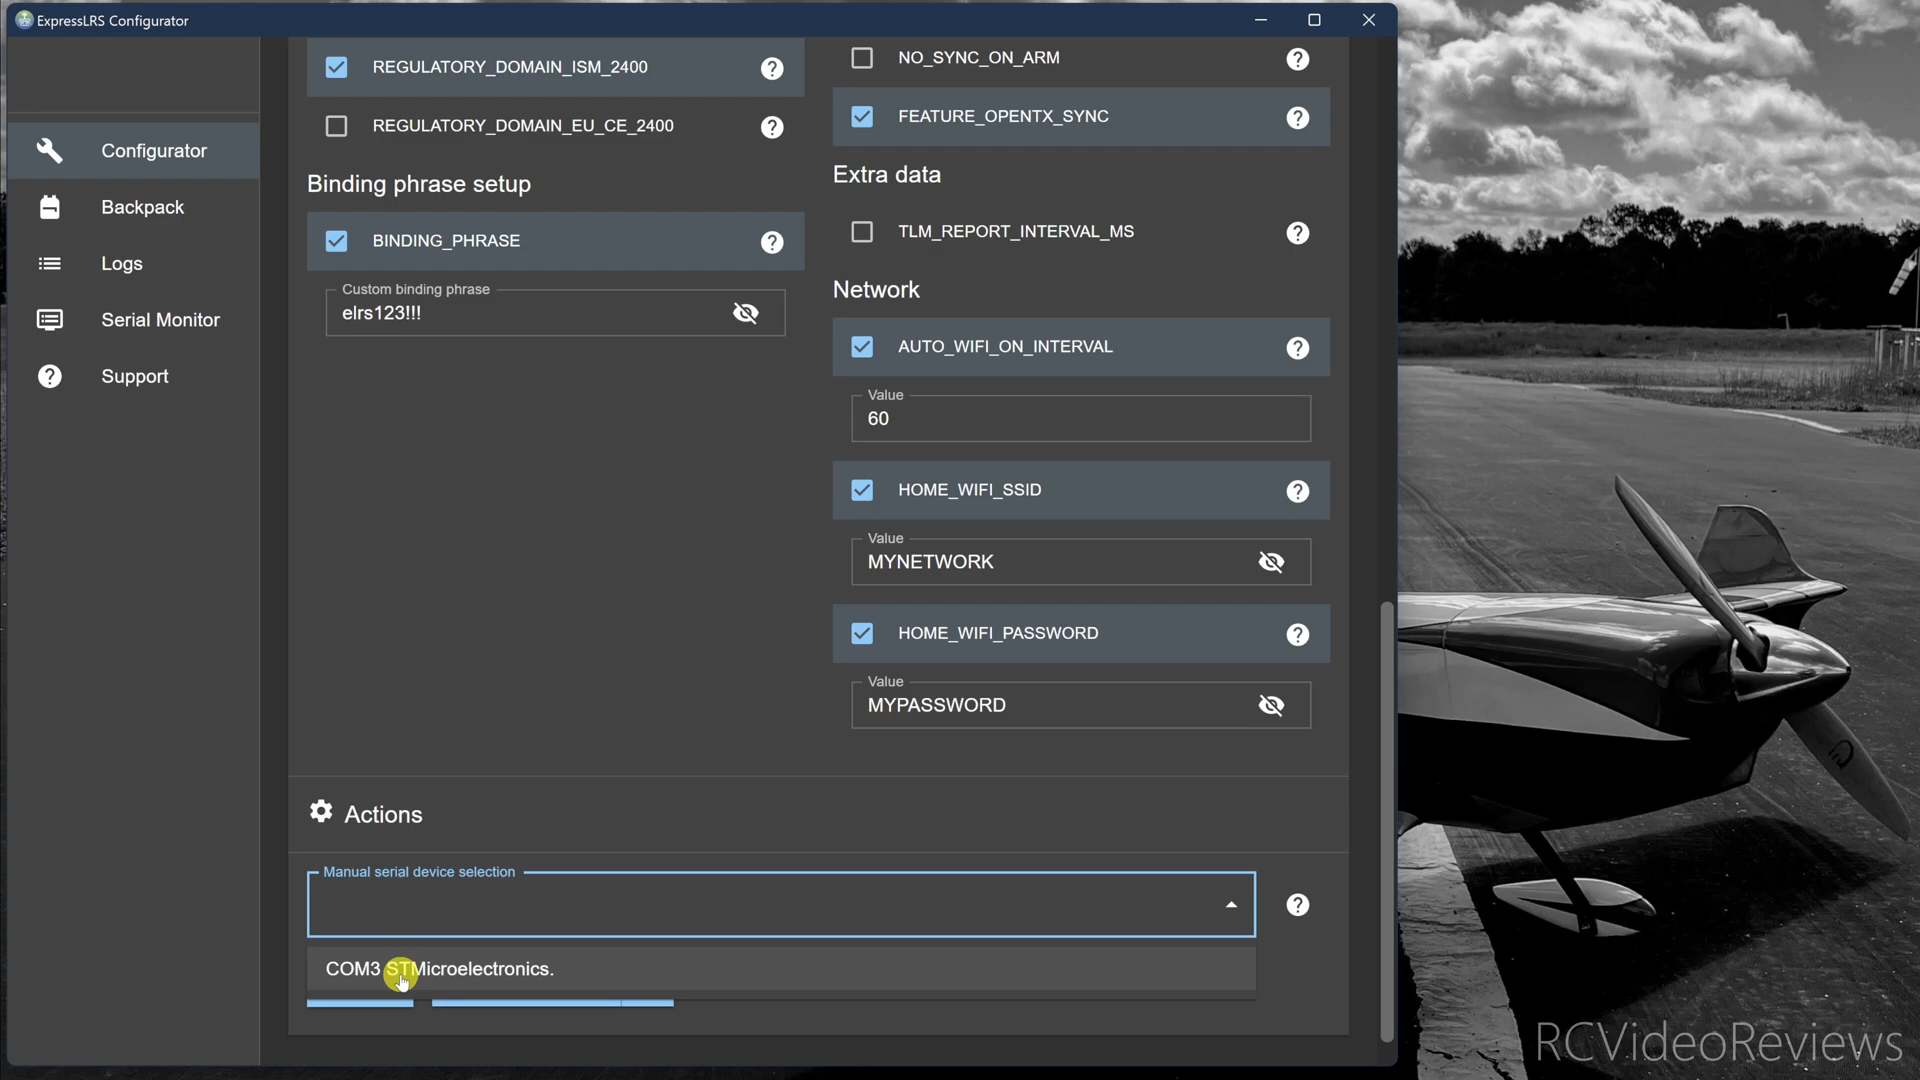 ExpressLRS Configurator
Configurator
Backpack
Logs
Serial Monitor
Support
REGULATORY_DOMAIN_ISM_2400
REGULATORY_DOMAIN_EU_CE_2400
Binding phrase setup
BINDING_PHRASE
Custom binding phrase
elrs123!!!
NO_SYNC_ON_ARM
FEATURE_OPENTX_SYNC
Extra data
TLM_REPORT_INTERVAL_MS
Network
AUTO_WIFI_ON_INTERVAL
Value
60
HOME_WIFI_SSID
Value
MYNETWORK
HOME_WIFI_PASSWORD
Value
MYPASSWORD
Actions
Manual serial device selection
COM3 STMicroelectronics.
RCVideoReviews